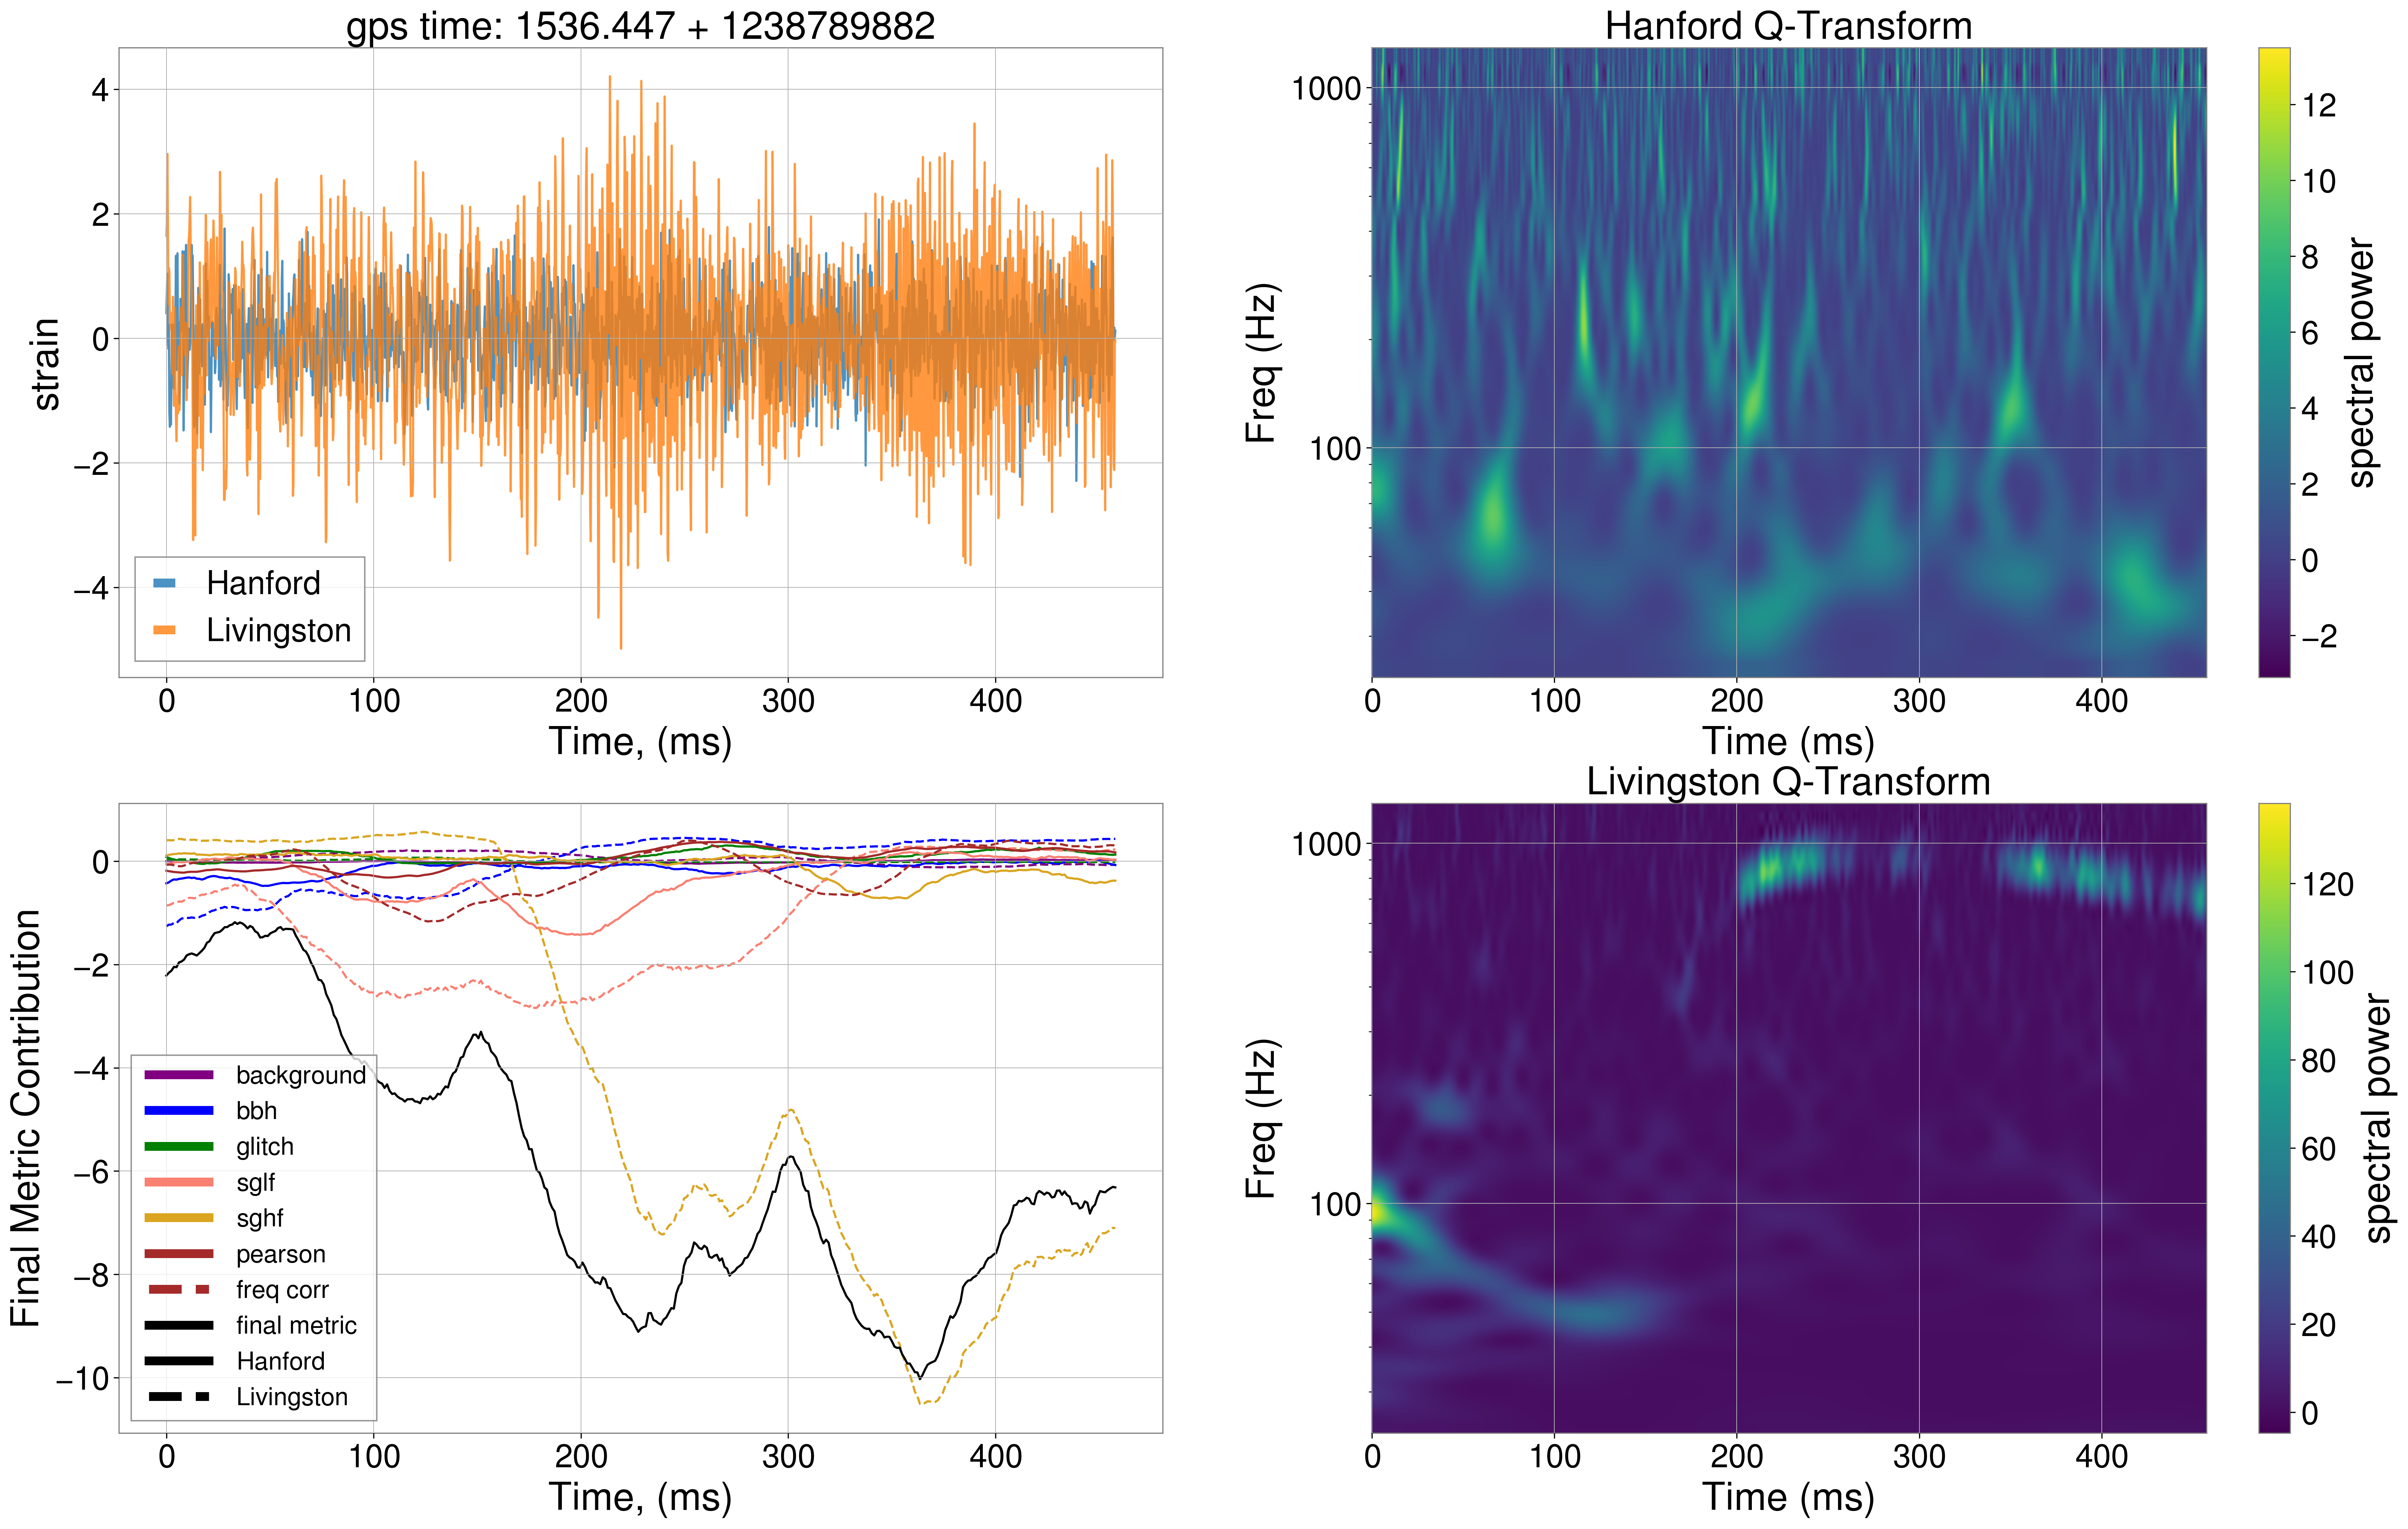 gps time: 1536.447 + 1238789882
strain
4
2
0
−2
−4
Hanford
Livingston
0
100
200
300
400
Time, (ms)
Hanford Q-Transform
Freq (Hz)
1000
100
0
100
200
300
400
Time (ms)
12
10
8
6
4
2
0
−2
spectral power
Final Metric Contribution
0
−2
−4
−6
−8
−10
background
bbh
glitch
sglf
sghf
pearson
freq corr
final metric
Hanford
Livingston
0
100
200
300
400
Time, (ms)
Livingston Q-Transform
Freq (Hz)
1000
100
0
100
200
300
400
Time (ms)
120
100
80
60
40
20
0
spectral power